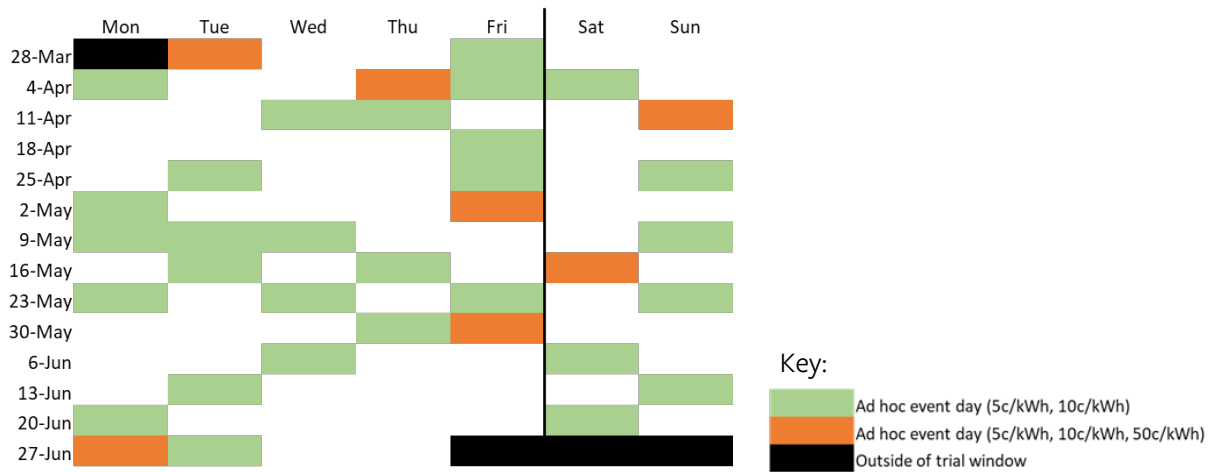 Mon Tue Wed Thu Fri Sat Sun
28-Mar
4-Apr
11-Apr
18-Apr
25-Apr
2-May
9-May
16-May
23-May
30-May
6-Jun
13-Jun
20-Jun
27-Jun
Key:
Ad hoc event day (5c/kWh, 10c/kWh)
Ad hoc event day (5c/kWh, 10c/kWh, 50c/kWh)
Outside of trial window